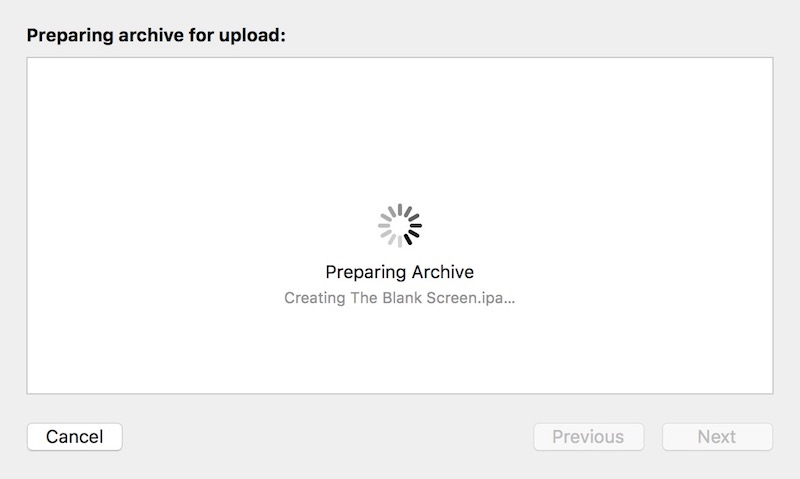 Preparing archive for upload:
Preparing Archive
Creating The Blank Screen.ipa...
Cancel
Previous
Next